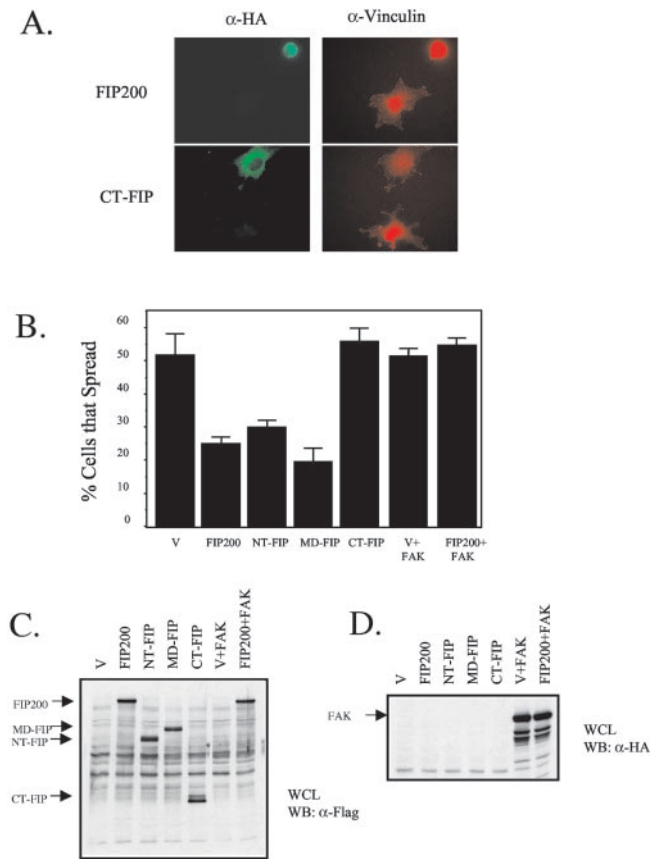 A.
α-HA
α-Vinculin
FIP200
CT-FIP
B.
% Cells that Spread
60
50
40
30
20
10
0
V
FIP200
NT-FIP
MD-FIP
CT-FIP
V+
FAK
FIP200+
FAK
C.
V
FIP200
NT-FIP
MD-FIP
CT-FIP
V+FAK
FIP200+FAK
FIP200
MD-FIP
NT-FIP
CT-FIP
WCL
WB: α-Flag
D.
V
FIP200
NT-FIP
MD-FIP
CT-FIP
V+FAK
FIP200+FAK
FAK
WCL
WB: α-HA